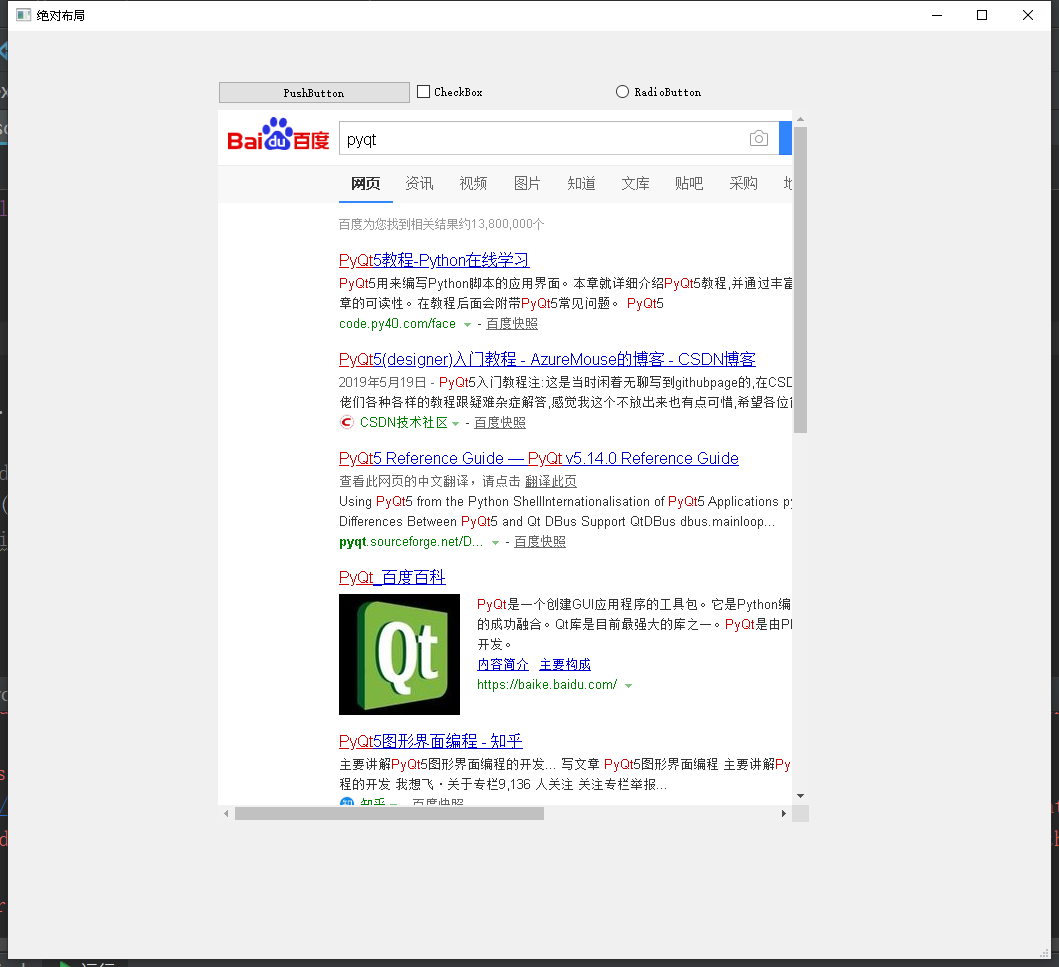 绝对布局
PushButton CheckBox RadioButton
Bai du 百度 pyqt
网页 资讯 视频 图片 知道 文库 贴吧 采购
百度为您找到相关结果约13,800,000个
PyQt5教程-Python在线学习
PyQt5用来编写Python脚本的应用界面。本章就详细介绍PyQt5教程,并通过丰富
章的可读性。在教程后面会附带PyQt5常见问题。 PyQt5
code.py40.com/face - 百度快照
PyQt5(designer)入门教程 - AzureMouse的博客 - CSDN博客
2019年5月19日 - PyQt5入门教程注:这是当时闲着无聊写到githubpage的,在CSD
佬们各种各样的教程跟疑难杂症解答,感觉我这个不放出来也有点可惜,希望各位
CSDN技术社区 - 百度快照
PyQt5 Reference Guide — PyQt v5.14.0 Reference Guide
查看此网页的中文翻译，请点击 翻译此页
Using PyQt5 from the Python ShellInternationalisation of PyQt5 Applications py
Differences Between PyQt5 and Qt DBus Support QtDBus dbus.mainloop...
pyqt.sourceforge.net/D... - 百度快照
PyQt_百度百科
Qt
PyQt是一个创建GUI应用程序的工具包。它是Python编
的成功融合。Qt库是目前最强大的库之一。PyQt是由Ph
开发。
内容简介 主要构成
https://baike.baidu.com/
PyQt5图形界面编程 - 知乎
主要讲解PyQt5图形界面编程的开发... 写文章 PyQt5图形界面编程 主要讲解Py
程的开发 我想飞·关于专栏9,136 人关注 关注专栏举报...
知乎 - 百度快照
运行